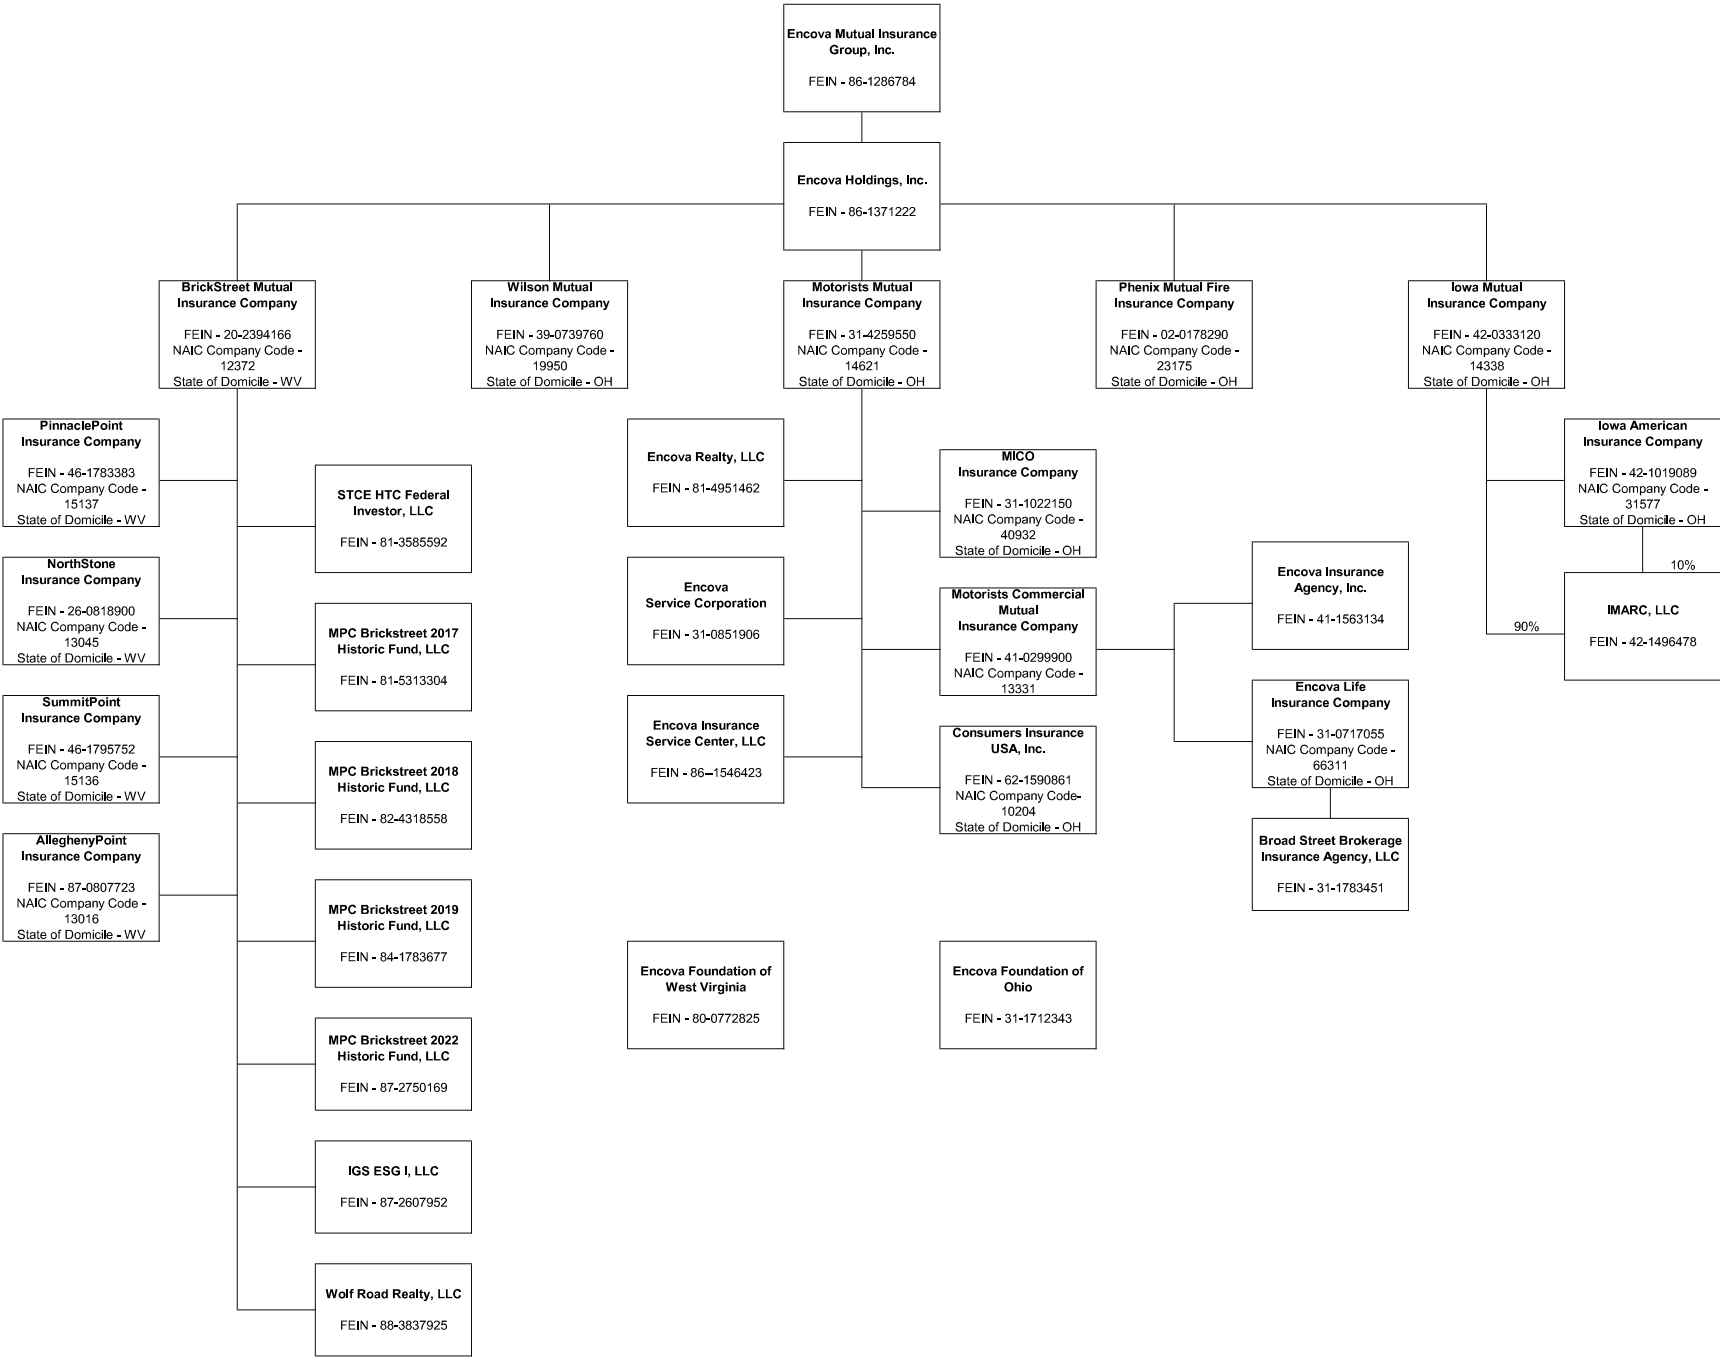 Encova Mutual Insurance
Group, Inc.
FEIN - 86-1286784
Encova Holdings, Inc.
FEIN - 86-1371222
BrickStreet Mutual
Insurance Company
FEIN - 20-2394166
NAIC Company Code -
12372
State of Domicile - WV
Wilson Mutual
Insurance Company
FEIN - 39-0739760
NAIC Company Code -
19950
State of Domicile - OH
Motorists Mutual
Insurance Company
FEIN - 31-4259550
NAIC Company Code -
14621
State of Domicile - OH
Phenix Mutual Fire
Insurance Company
FEIN - 02-0178290
NAIC Company Code -
23175
State of Domicile - OH
Iowa Mutual
Insurance Company
FEIN - 42-0333120
NAIC Company Code -
14338
State of Domicile - OH
PinnaclePoint
Insurance Company
FEIN - 46-1783383
NAIC Company Code -
15137
State of Domicile - WV
NorthStone
Insurance Company
FEIN - 26-0818900
NAIC Company Code -
13045
State of Domicile - WV
SummitPoint
Insurance Company
FEIN - 46-1795752
NAIC Company Code -
15136
State of Domicile - WV
AlleghenyPoint
Insurance Company
FEIN - 87-0807723
NAIC Company Code -
13016
State of Domicile - WV
STCE HTC Federal
Investor, LLC
FEIN - 81-3585592
MPC Brickstreet 2017
Historic Fund, LLC
FEIN - 81-5313304
MPC Brickstreet 2018
Historic Fund, LLC
FEIN - 82-4318558
MPC Brickstreet 2019
Historic Fund, LLC
FEIN - 84-1783677
MPC Brickstreet 2022
Historic Fund, LLC
FEIN - 87-2750169
IGS ESG I, LLC
FEIN - 87-2607952
Wolf Road Realty, LLC
FEIN - 88-3837925
Encova Realty, LLC
FEIN - 81-4951462
Encova
Service Corporation
FEIN - 31-0851906
Encova Insurance
Service Center, LLC
FEIN - 86--1546423
MICO
Insurance Company
FEIN - 31-1022150
NAIC Company Code -
40932
State of Domicile - OH
Motorists Commercial
Mutual
Insurance Company
FEIN - 41-0299900
NAIC Company Code -
13331
Consumers Insurance
USA, Inc.
FEIN - 62-1590861
NAIC Company Code-
10204
State of Domicile - OH
Encova Insurance
Agency, Inc.
FEIN - 41-1563134
Encova Life
Insurance Company
FEIN - 31-0717055
NAIC Company Code -
66311
State of Domicile - OH
Broad Street Brokerage
Insurance Agency, LLC
FEIN - 31-1783451
Iowa American
Insurance Company
FEIN - 42-1019089
NAIC Company Code -
31577
State of Domicile - OH
10%
90%
IMARC, LLC
FEIN - 42-1496478
Encova Foundation of
West Virginia
FEIN - 80-0772825
Encova Foundation of
Ohio
FEIN - 31-1712343